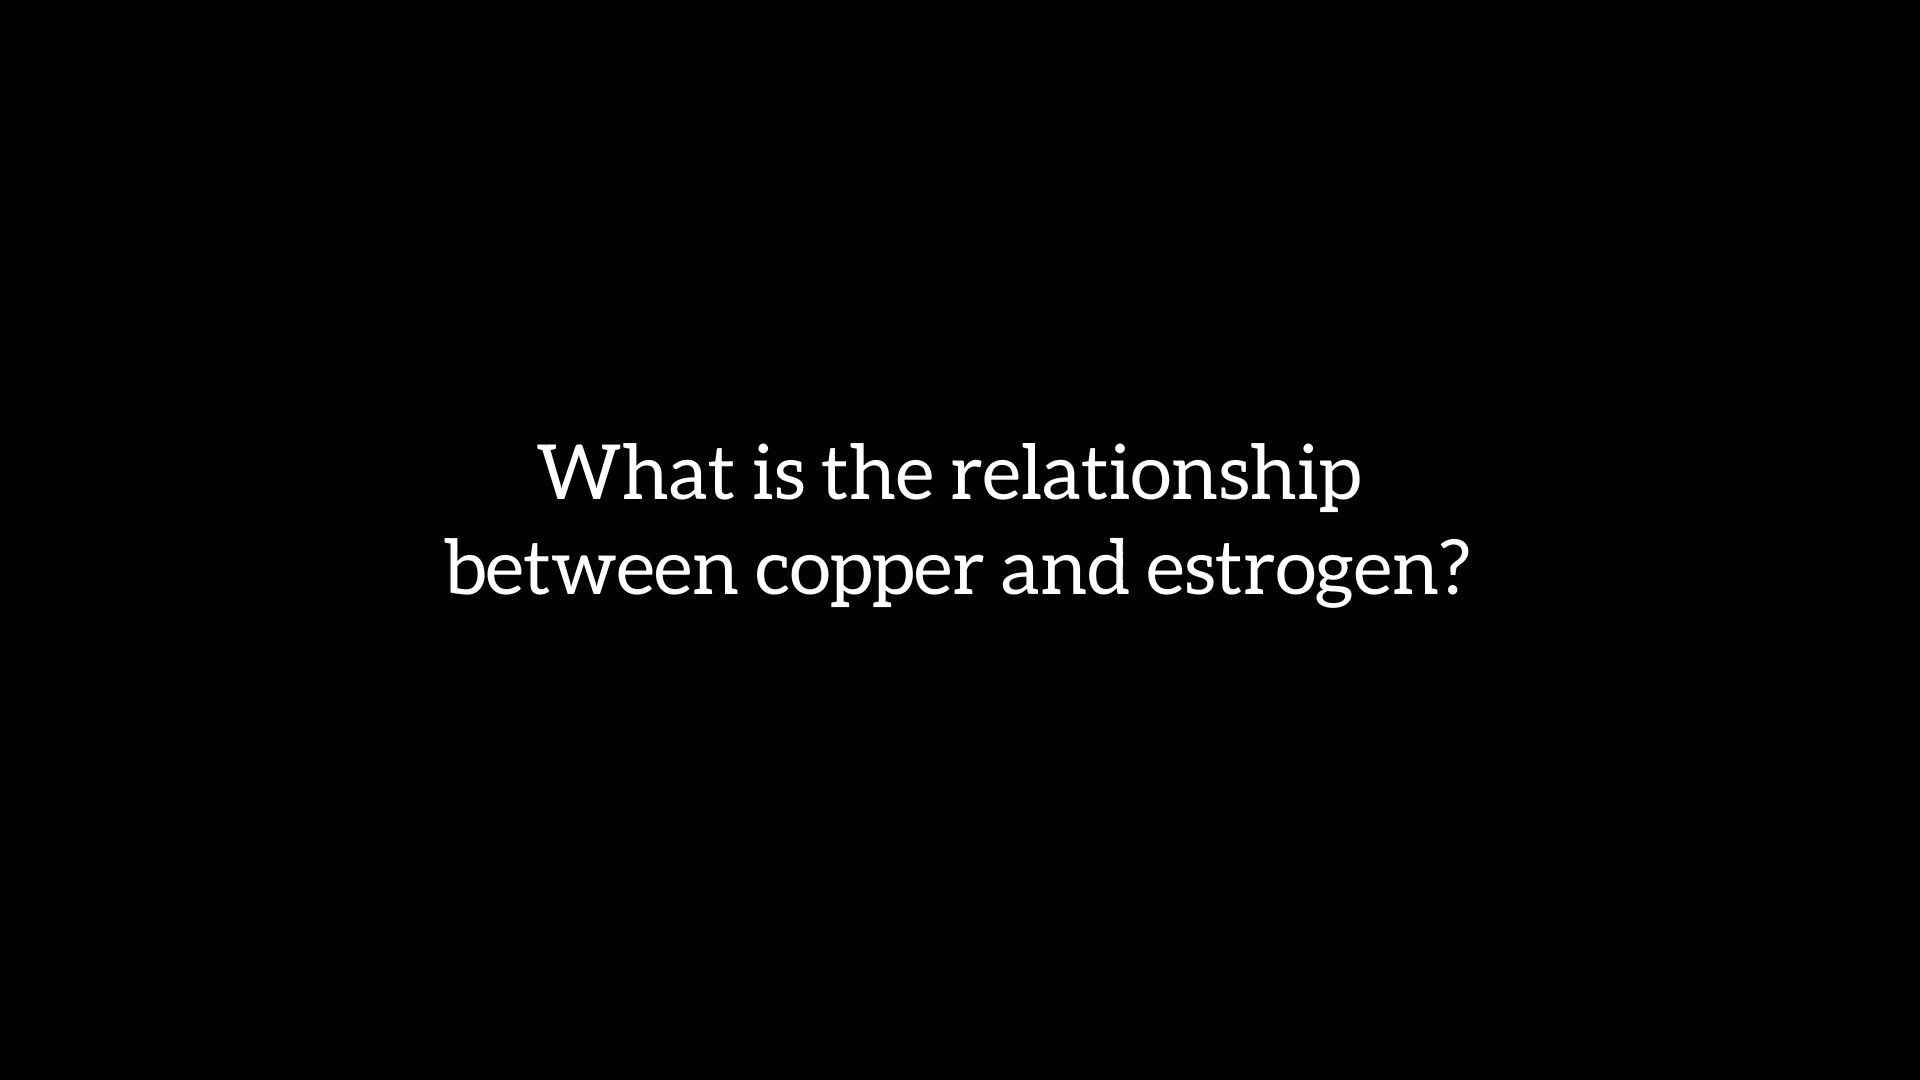 What is the relationship
between copper and estrogen?